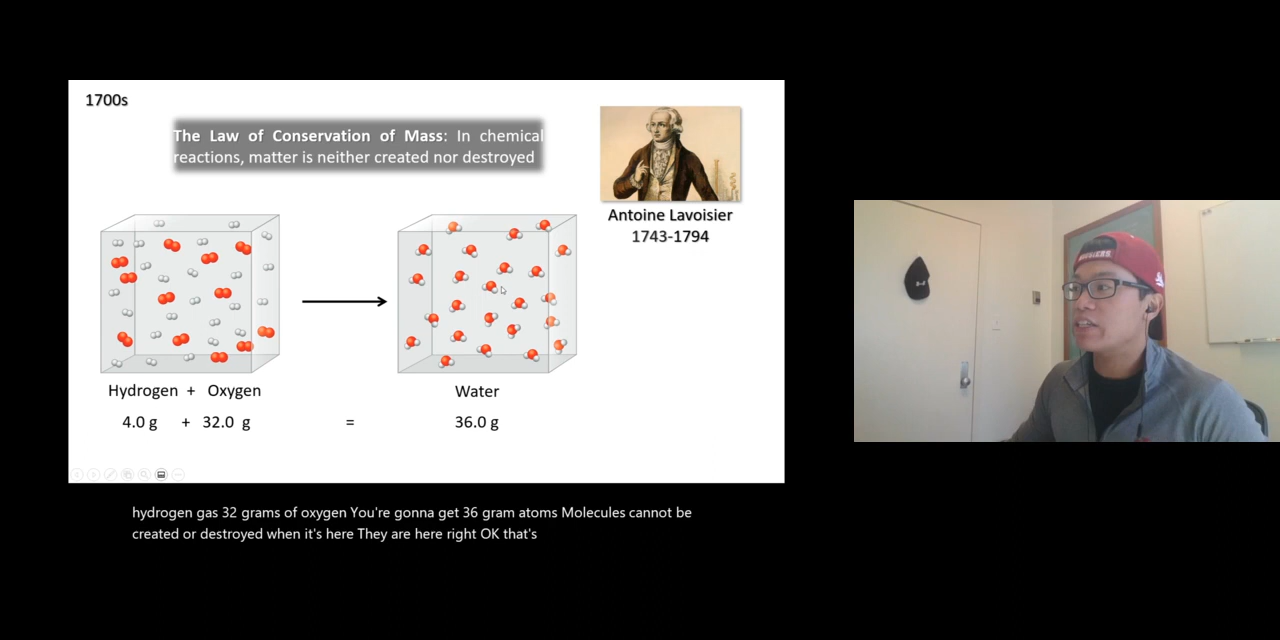 1700s
The Law of Conservation of Mass: In chemical
reactions, matter is neither created nor destroyed
Antoine Lavoisier
1743-1794
Hydrogen + Oxygen
Water
4.0 g + 32.0 g = 36.0 g
hydrogen gas 32 grams of oxygen You're gonna get 36 gram atoms Molecules cannot be
created or destroyed when it's here They are here right OK that's